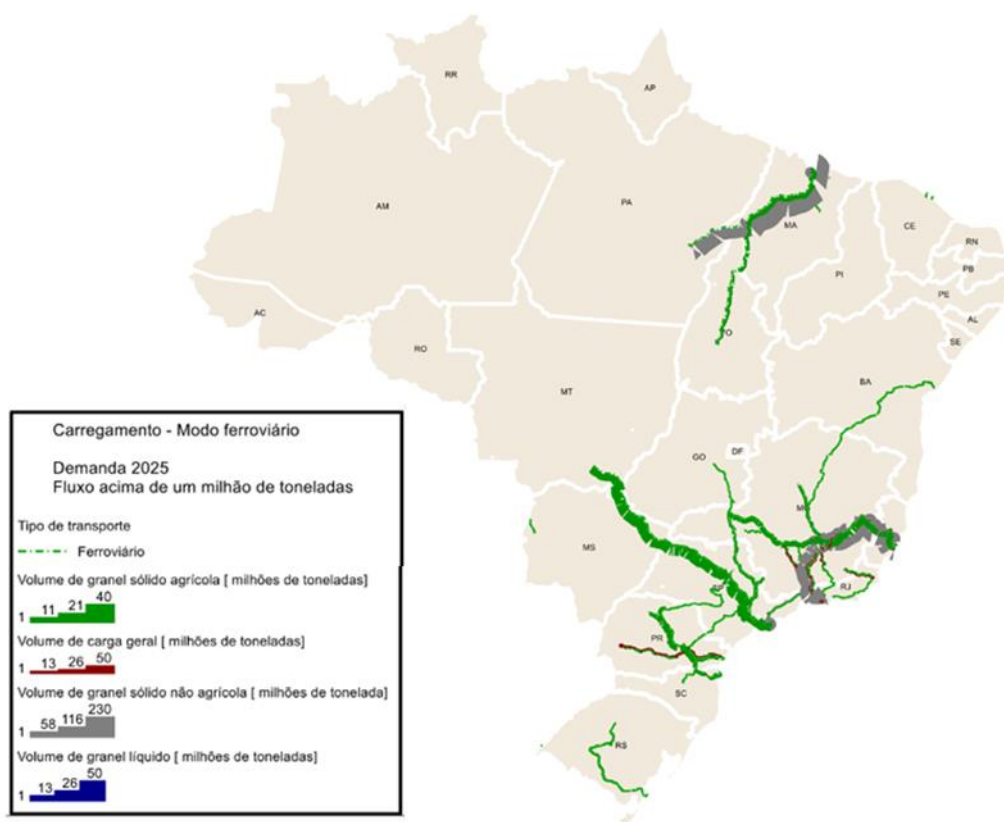 RR
AP
AM
PA
MA
CE
RN
PB
PI
PE
AC
AL
TO
SE
RO
BA
MT
Carregamento - Modo ferroviário
DF
GO
Demanda 2025
Fluxo acima de um milhão de toneladas
MG
Tipo de transporte
Ferroviário
MS
Volume de granel sólido agrícola [ milhões de toneladas]
1 11 21 40
SP
RJ
Volume de carga geral [ milhões de toneladas]
1 13 26 50
PR
Volume de granel sólido não agrícola [ milhões de tonelada]
1 58 116 230
SC
Volume de granel líquido [ milhões de toneladas]
1 13 26 50
RS